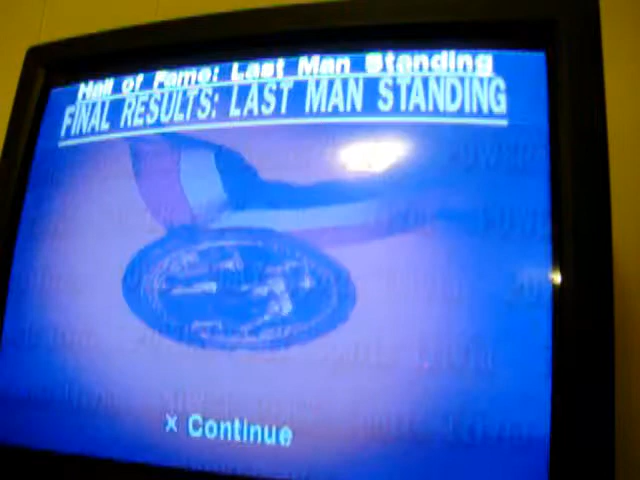 Hall of Fame: Last Man Standing
FINAL RESULTS: LAST MAN STANDING
× Continue